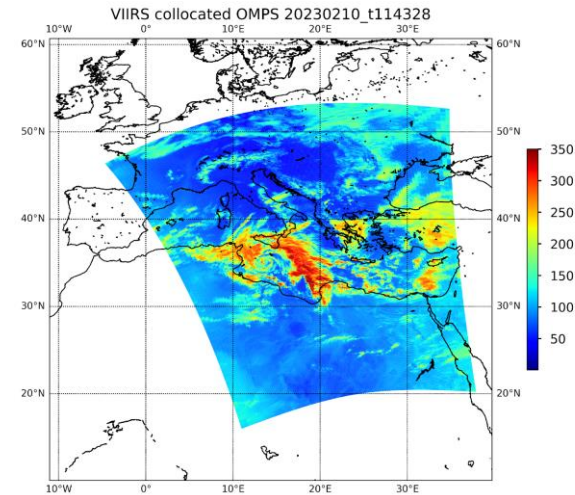 VIIRS collocated OMPS 20230210_t114328
10°W 0° 10°E 20°E 30°E
60°N 60°N
50°N 50°N
40°N 40°N
30°N 30°N
20°N 20°N
10°W 0° 10°E 20°E 30°E
350
300
250
200
150
100
50